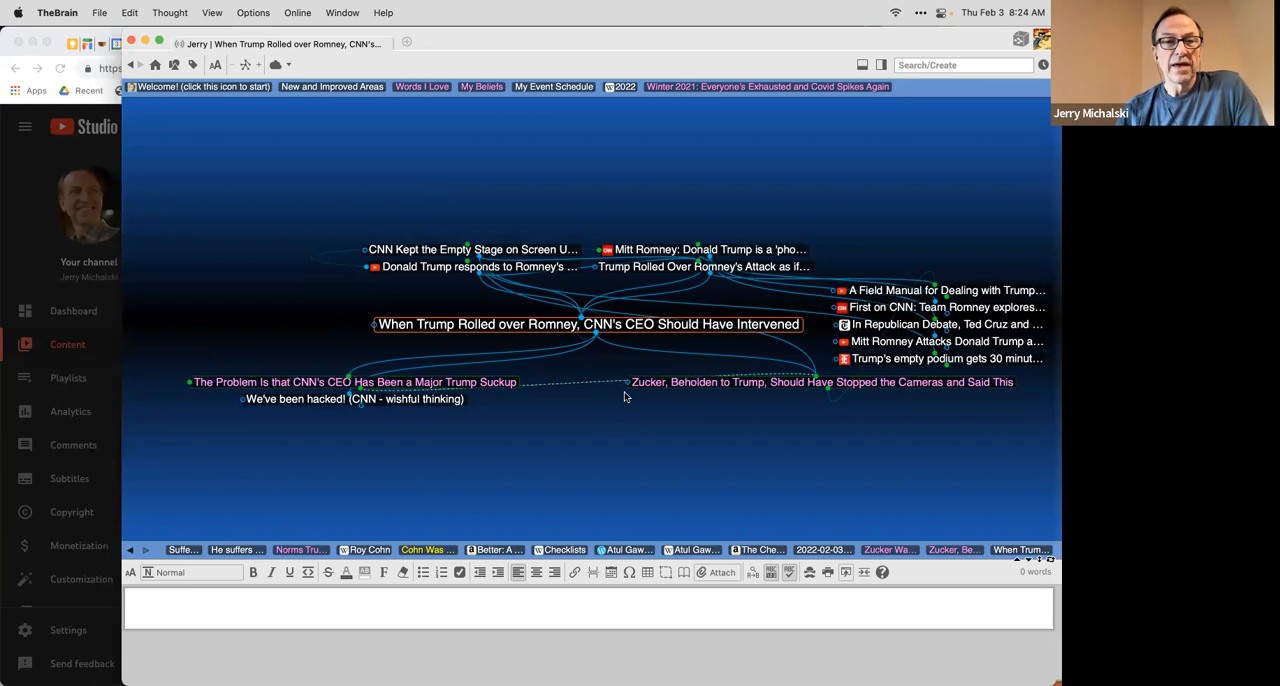 TheBrain File Edit Thought View Options Online Window Help Thu Feb 3 8:24 AM
Jerry | When Trump Rolled over Romney, CNN's...
https
Search/Create
Apps Recent
Welcome! (click this icon to start) New and Improved Areas Words I Love My Beliefs My Event Schedule 2022 Winter 2021: Everyone's Exhausted and Covid Spikes Again
Jerry Michalski
Studio
CNN Kept the Empty Stage on Screen U... Mitt Romney: Donald Trump is a 'pho...
Donald Trump responds to Romney's ... Trump Rolled Over Romney's Attack as if...
Your channel
Jerry Michalski
A Field Manual for Dealing with Trump...
First on CNN: Team Romney explores...
In Republican Debate, Ted Cruz and ...
Mitt Romney Attacks Donald Trump a...
Trump's empty podium gets 30 minut...
When Trump Rolled over Romney, CNN's CEO Should Have Intervened
The Problem Is that CNN's CEO Has Been a Major Trump Suckup Zucker, Beholden to Trump, Should Have Stopped the Cameras and Said This
We've been hacked! (CNN - wishful thinking)
Dashboard
Content
Playlists
Analytics
Comments
Subtitles
Copyright
Monetization
Customization
Settings
Send feedback
Suffe... He suffers ... Norms Tru... Roy Cohn Cohn Was ... Better: A ... Checklists Atul Gaw... Atul Gaw... The Che... 2022-02-03... Zucker Wa... Zucker, Be... When Trum...
Normal B I U S A F Attach 0 words